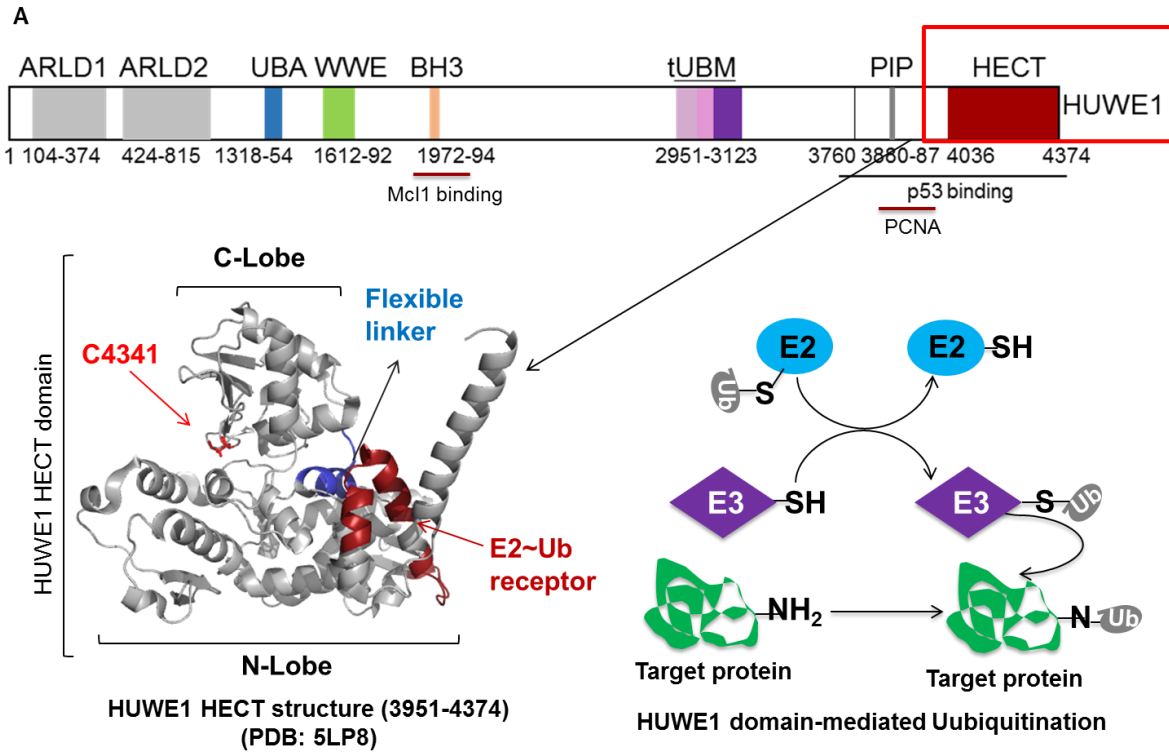 A
ARLD1 ARLD2 UBA WWE BH3 tUBM PIP HECT
HUWE1
1 104-374 424-815 1318-54 1612-92 1972-94 2951-3123 3760 3880-87 4036 4374
Mcl1 binding
p53 binding
PCNA
HUWE1 HECT domain
C-Lobe
Flexible
linker
C4341
E2~Ub
receptor
N-Lobe
HUWE1 HECT structure (3951-4374)
(PDB: 5LP8)
E2
S
Ub
E2
SH
E3
SH
E3
S
Ub
NH2
Target protein
N
Ub
Target protein
HUWE1 domain-mediated Uubiquitination